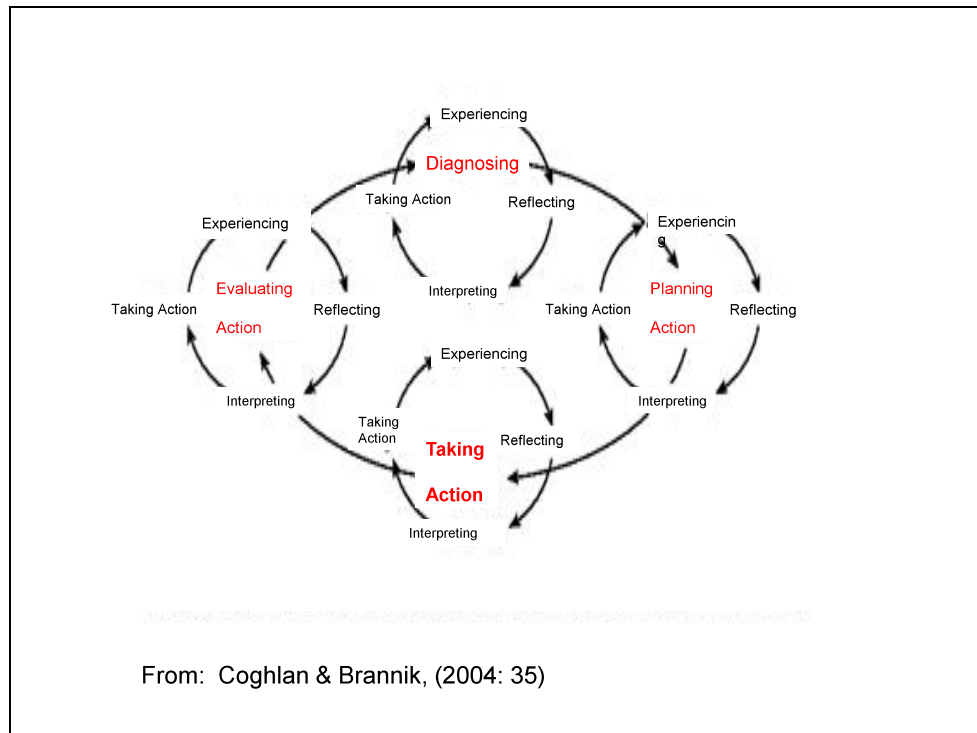 Experiencing
Diagnosing
Taking Action
Reflecting
Interpreting
Experiencing
Evaluating
Action
Taking Action
Reflecting
Interpreting
Experiencin
g
Planning
Action
Taking Action
Reflecting
Interpreting
Experiencing
Taking
Action
Reflecting
Taking
Action
Interpreting
From:  Coghlan & Brannik, (2004: 35)